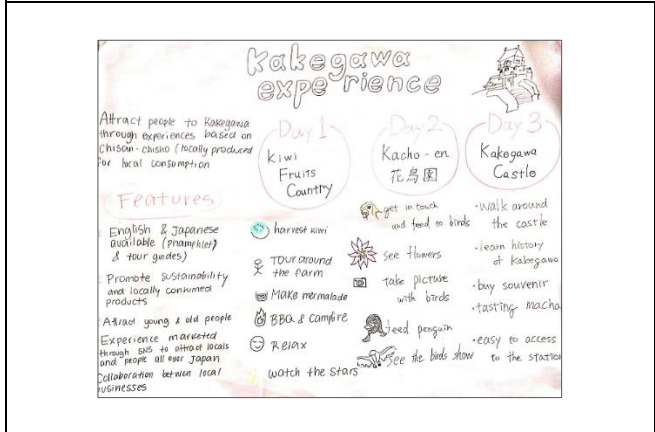 Kakegawa
experience
Attract people to Kakegawa
through experiences based on
Chisan-chisho (locally produced
for local consumption
Features
English & Japanese
available (pnamphlet)
& tour guides)
Promote sustainability
and locally consumed
products
Attract young & old people
Experience marketed
through SNS to attract locals
and people all over Japan
Collaboration betwen local
businesses
Day 1
Kiwi
Fruits
Country
harvest kiwi
Tour around
the farm
Make mermalade
BBQ & campfire
Relax
watch the stars
Day 2
Kacho-en
花鳥園
get in touch
and feed to birds
see flowers
take picture
with birds
feed penguin
See the birds show
Day 3
Kakegawa
Castle
・walk around
the castle
・learn history
of Kakegawa
・buy souvenir
・tasting macha
・easy to access
to the station